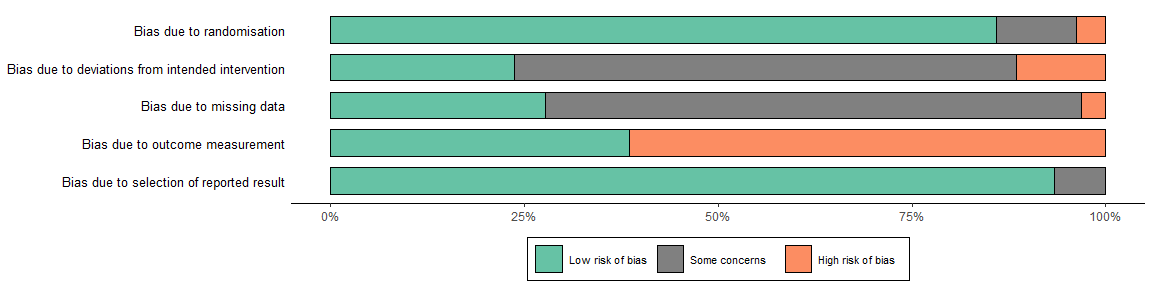 Bias due to randomisation
Bias due to deviations from intended intervention
Bias due to missing data
Bias due to outcome measurement
Bias due to selection of reported result
0% 25% 50% 75% 100%
Low risk of bias Some concerns High risk of bias